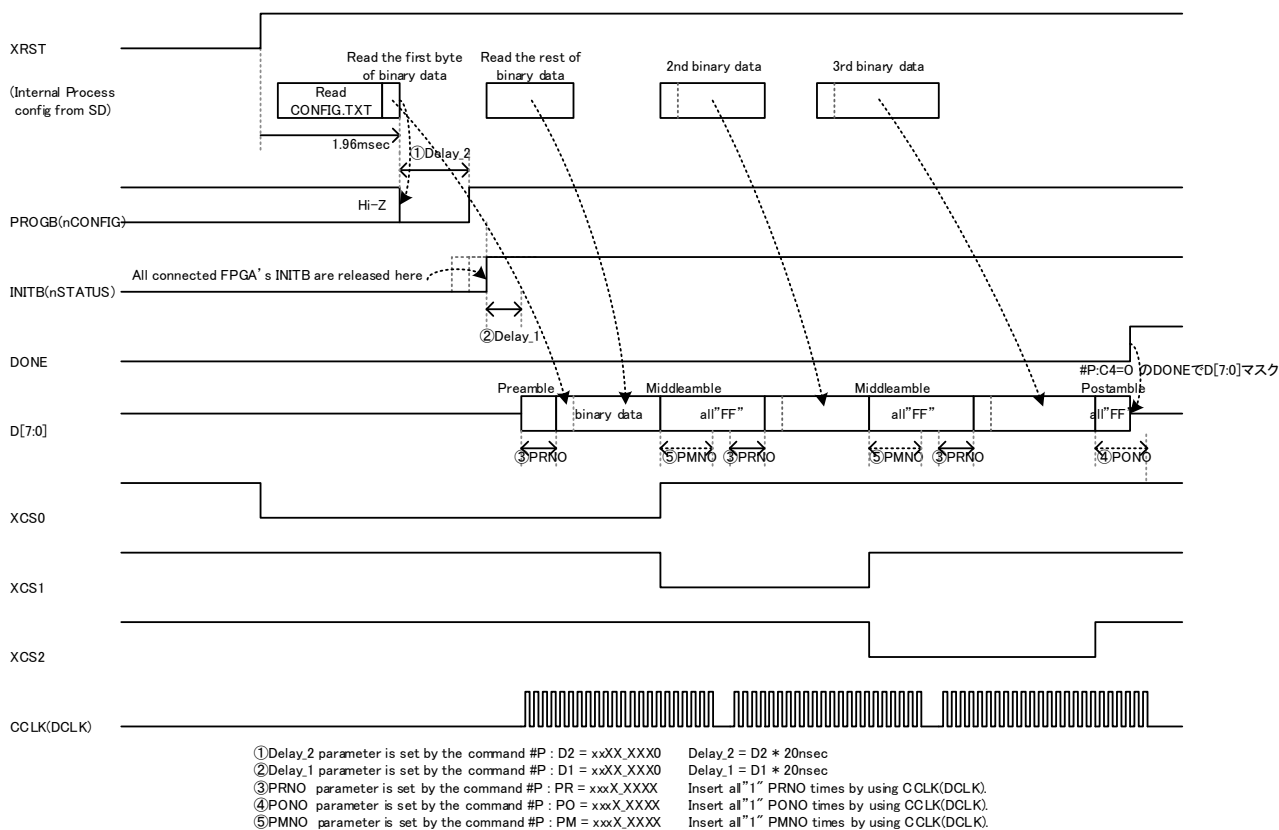 XRST
Read the first byte
of binary data
Read the rest of
binary data
2nd binary data
3rd binary data
(Internal Process
config from SD)
Read
CONFIG.TXT
1.96msec
①Delay_2
Hi-Z
PROGB(nCONFIG)
All connected FPGA's INITB are released here
INITB(nSTATUS)
②Delay_1
DONE
#P:C4=O のDONEでD[7:0]マスク
Preamble
Middleamble
Middleamble
Postamble
binary data
all"FF"
all"FF"
all"FF"
D[7:0]
③PRNO
⑤PMNO
③PRNO
⑤PMNO
③PRNO
④PONO
XCS0
XCS1
XCS2
CCLK(DCLK)
①Delay_2 parameter is set by the command #P : D2 = xxXX_XXX0 Delay_2 = D2 * 20nsec
②Delay_1 parameter is set by the command #P : D1 = xxXX_XXX0 Delay_1 = D1 * 20nsec
③PRNO parameter is set by the command #P : PR = xxxX_XXXX Insert all"1" PRNO times by using CCLK(DCLK).
④PONO parameter is set by the command #P : PO = xxxX_XXXX Insert all"1" PONO times by using CCLK(DCLK).
⑤PMNO parameter is set by the command #P : PM = xxxX_XXXX Insert all"1" PMNO times by using CCLK(DCLK).